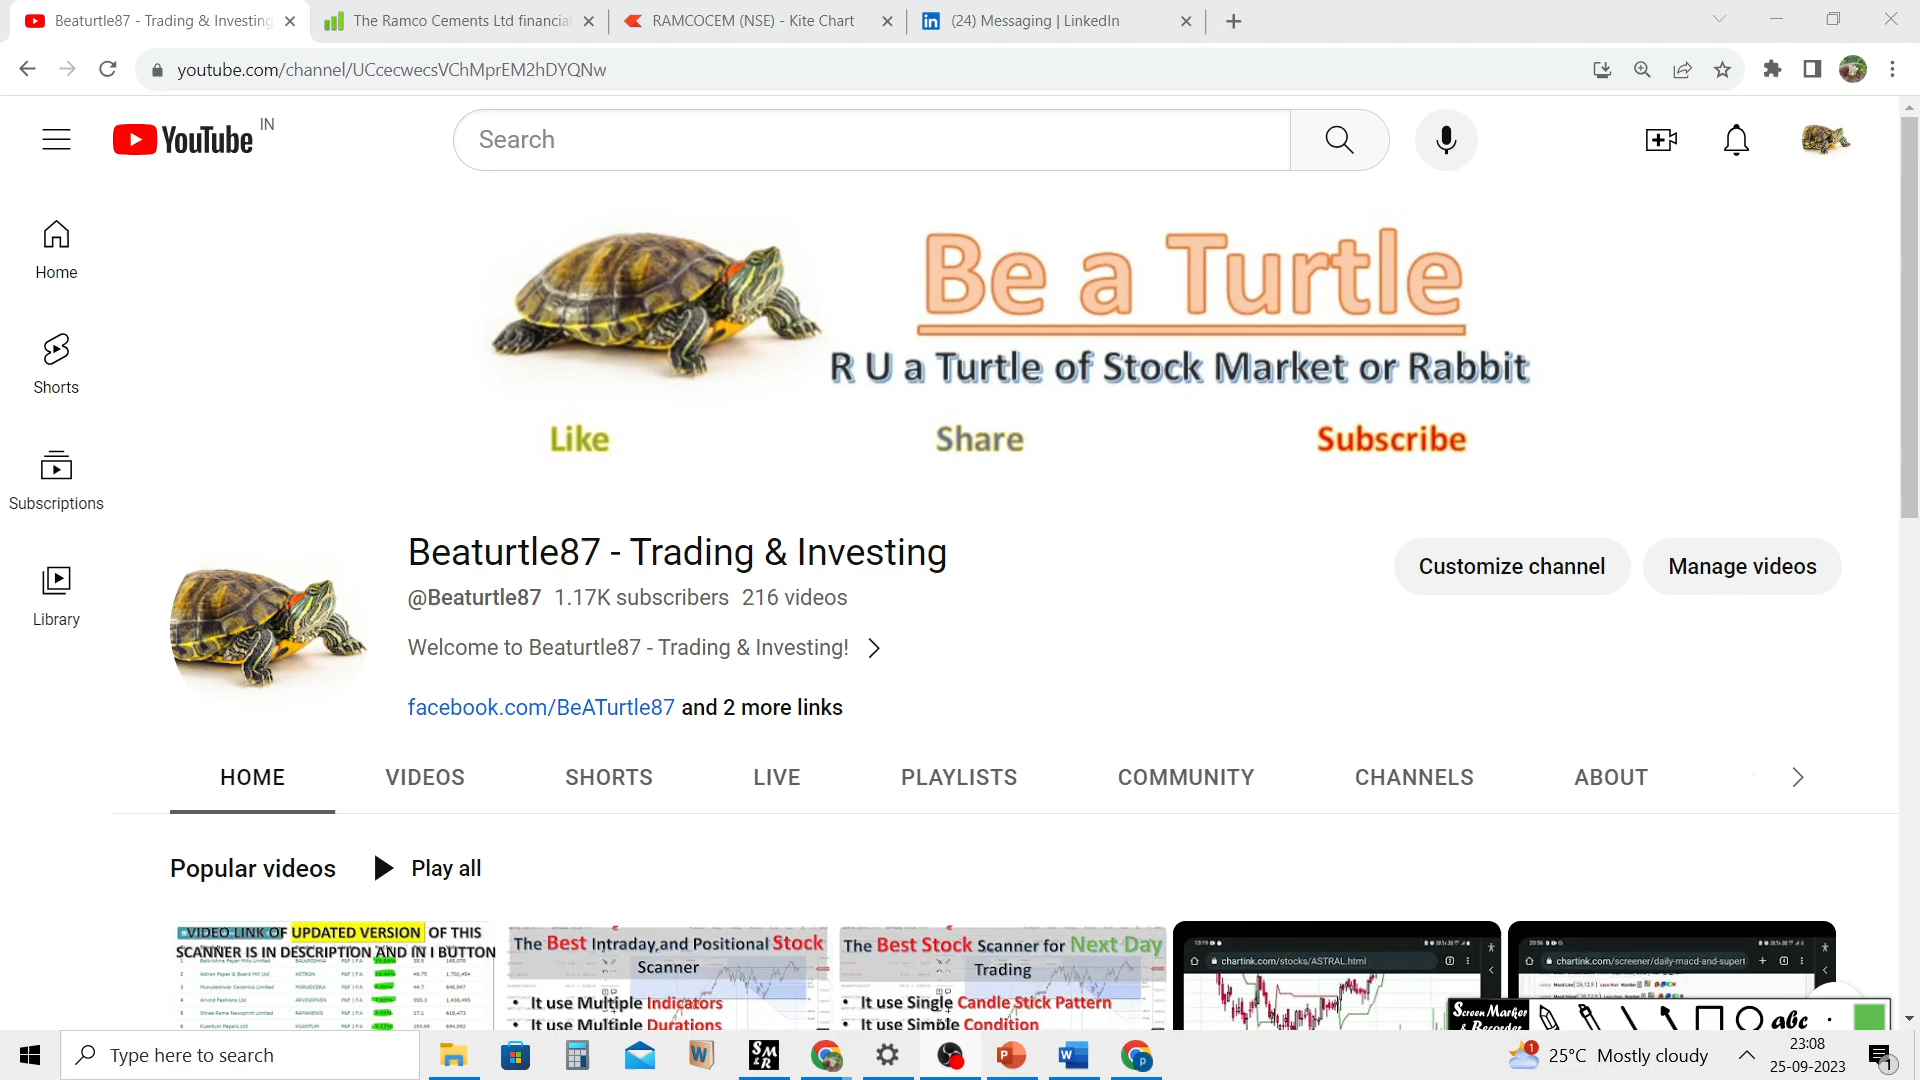 Beaturtle87 - Trading & Investing
The Ramco Cements Ltd financia
RAMCOCEM (NSE) - Kite Chart
(24) Messaging | LinkedIn
youtube.com/channel/UCcecwecsVChMprEM2hDYQNw
YouTube IN
Search
Home
Shorts
Subscriptions
Library
Be a Turtle
R U a Turtle of Stock Market or Rabbit
Like Share Subscribe
Beaturtle87 - Trading & Investing
@Beaturtle87 1.17K subscribers 216 videos
Welcome to Beaturtle87 - Trading & Investing!
facebook.com/BeATurtle87 and 2 more links
Customize channel Manage videos
HOME VIDEOS SHORTS LIVE PLAYLISTS COMMUNITY CHANNELS ABOUT
Popular videos Play all
VIDEO LINK OF UPDATED VERSION OF THIS
SCANNER IS IN DESCRIPTION AND IN I BUTTON
The Best Intraday,and Positional Stock
Scanner
• It use Multiple Indicators
• It use Multiple Durations
The Best Stock Scanner for Next Day
Trading
• It use Single Candle Stick Pattern
• It use Simple Condition
chartink.com/stocks/ASTRAL.html
chartink.com/screener/daily-macd-and-supert
Screen Marker
& Recorder
abc
Type here to search
25°C Mostly cloudy
23:08
25-09-2023
1